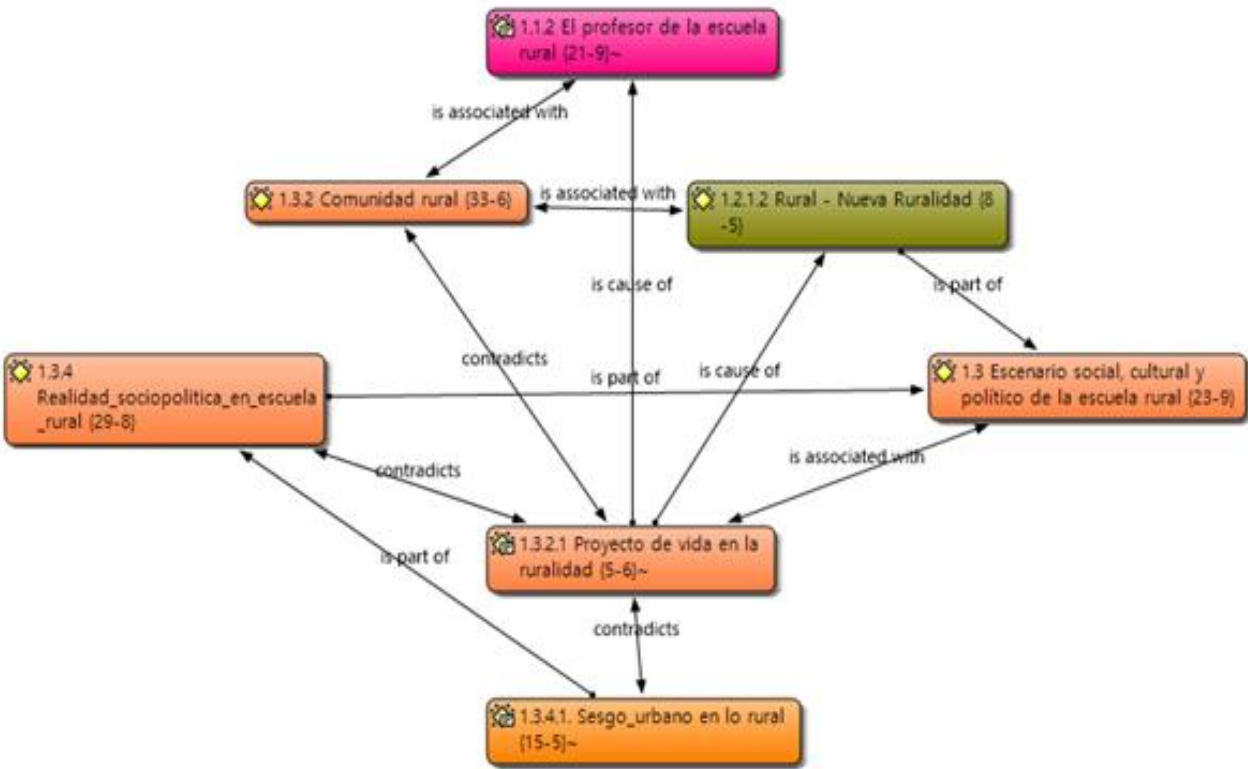 1.1.2 El profesor de la escuela
rural {21-9}~
is associated with
1.3.2 Comunidad rural {33-6}
is associated with
1.2.1.2 Rural - Nueva Ruralidad {8
-5}
is cause of
is part of
contradicts
is part of
is cause of
1.3.4
Realidad_sociopolitica_en_escuela
_rural {29-8}
1.3 Escenario social, cultural y
político de la escuela rural {23-9}
contradicts
is associated with
1.3.2.1 Proyecto de vida en la
ruralidad {5-6}~
is part of
contradicts
1.3.4.1. Sesgo_urbano en lo rural
{15-5}~